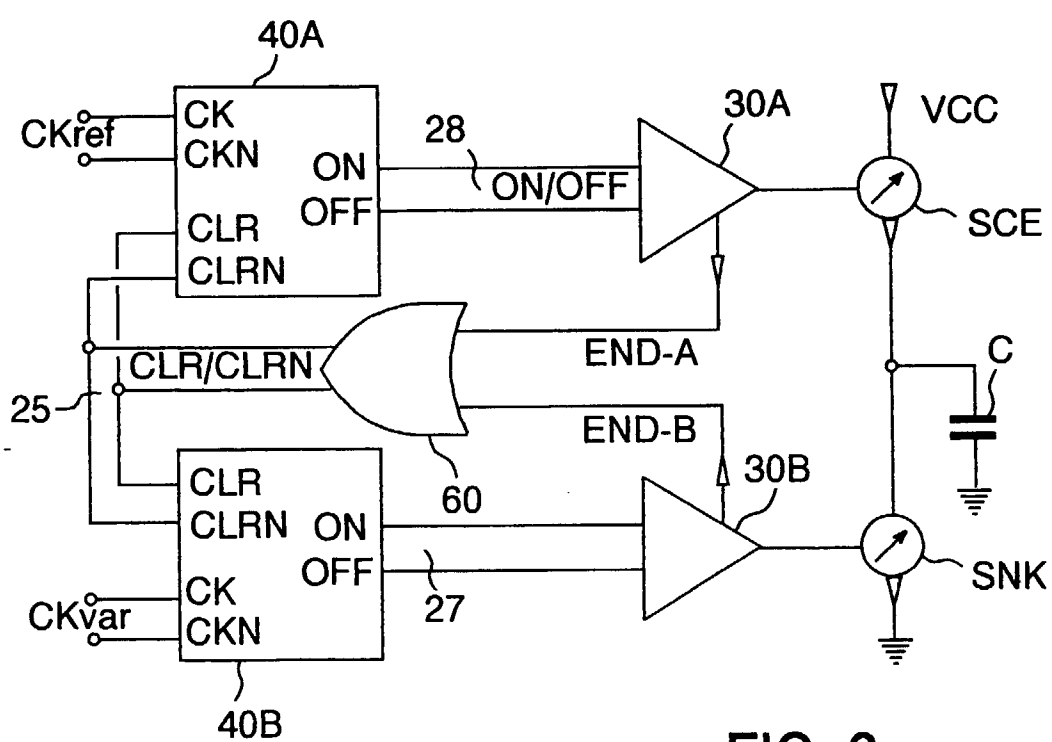 40A
CK
CKref
CKN
ON
OFF
CLR
CLRN
28
ON/OFF
30A
VCC
SCE
END-A
CLR/CLRN
25
END-B
60
C
CLR
CLRN
ON
OFF
27
30B
SNK
CK
CKvar
CKN
40B